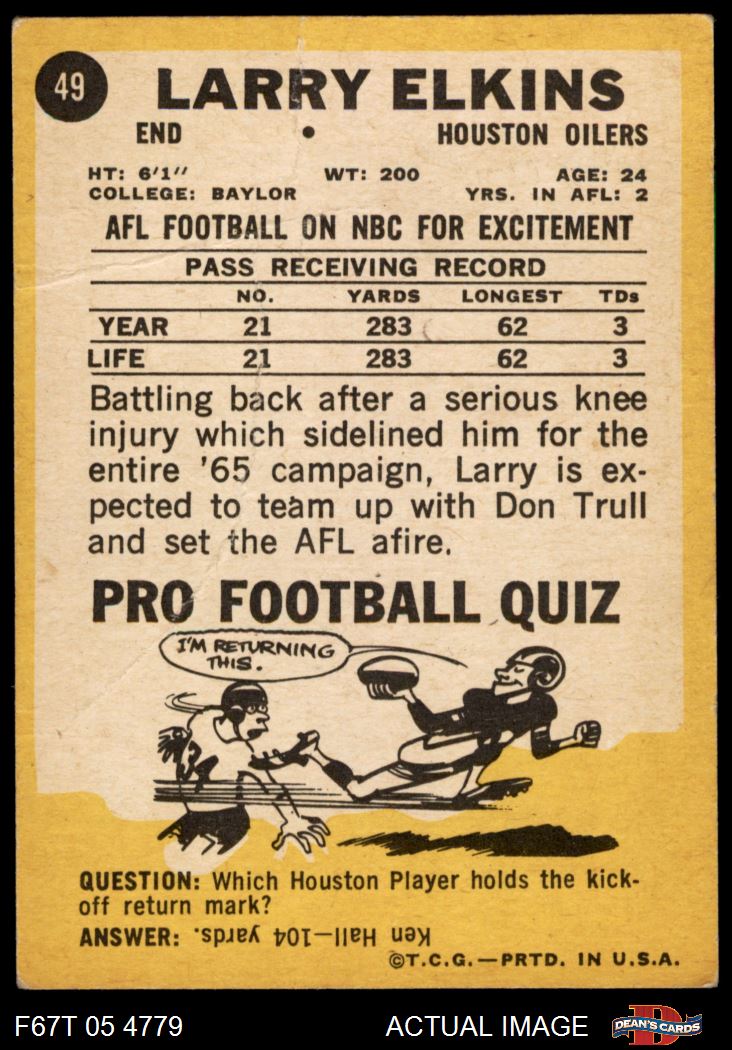 49
LARRY ELKINS
END • HOUSTON OILERS
HT: 6'1" WT: 200 AGE: 24
COLLEGE: BAYLOR YRS. IN AFL: 2
AFL FOOTBALL ON NBC FOR EXCITEMENT
PASS RECEIVING RECORD
NO. YARDS LONGEST TDs
YEAR 21 283 62 3
LIFE 21 283 62 3
Battling back after a serious knee
injury which sidelined him for the
entire '65 campaign, Larry is ex-
pected to team up with Don Trull
and set the AFL afire.
PRO FOOTBALL QUIZ
I'M RETURNING
THIS.
QUESTION: Which Houston Player holds the kick-
off return mark?
ANSWER: Ken Hall—104 yards.
©T.C.G.—PRTD. IN U.S.A.
F67T 05 4779 ACTUAL IMAGE DEAN'S CARDS